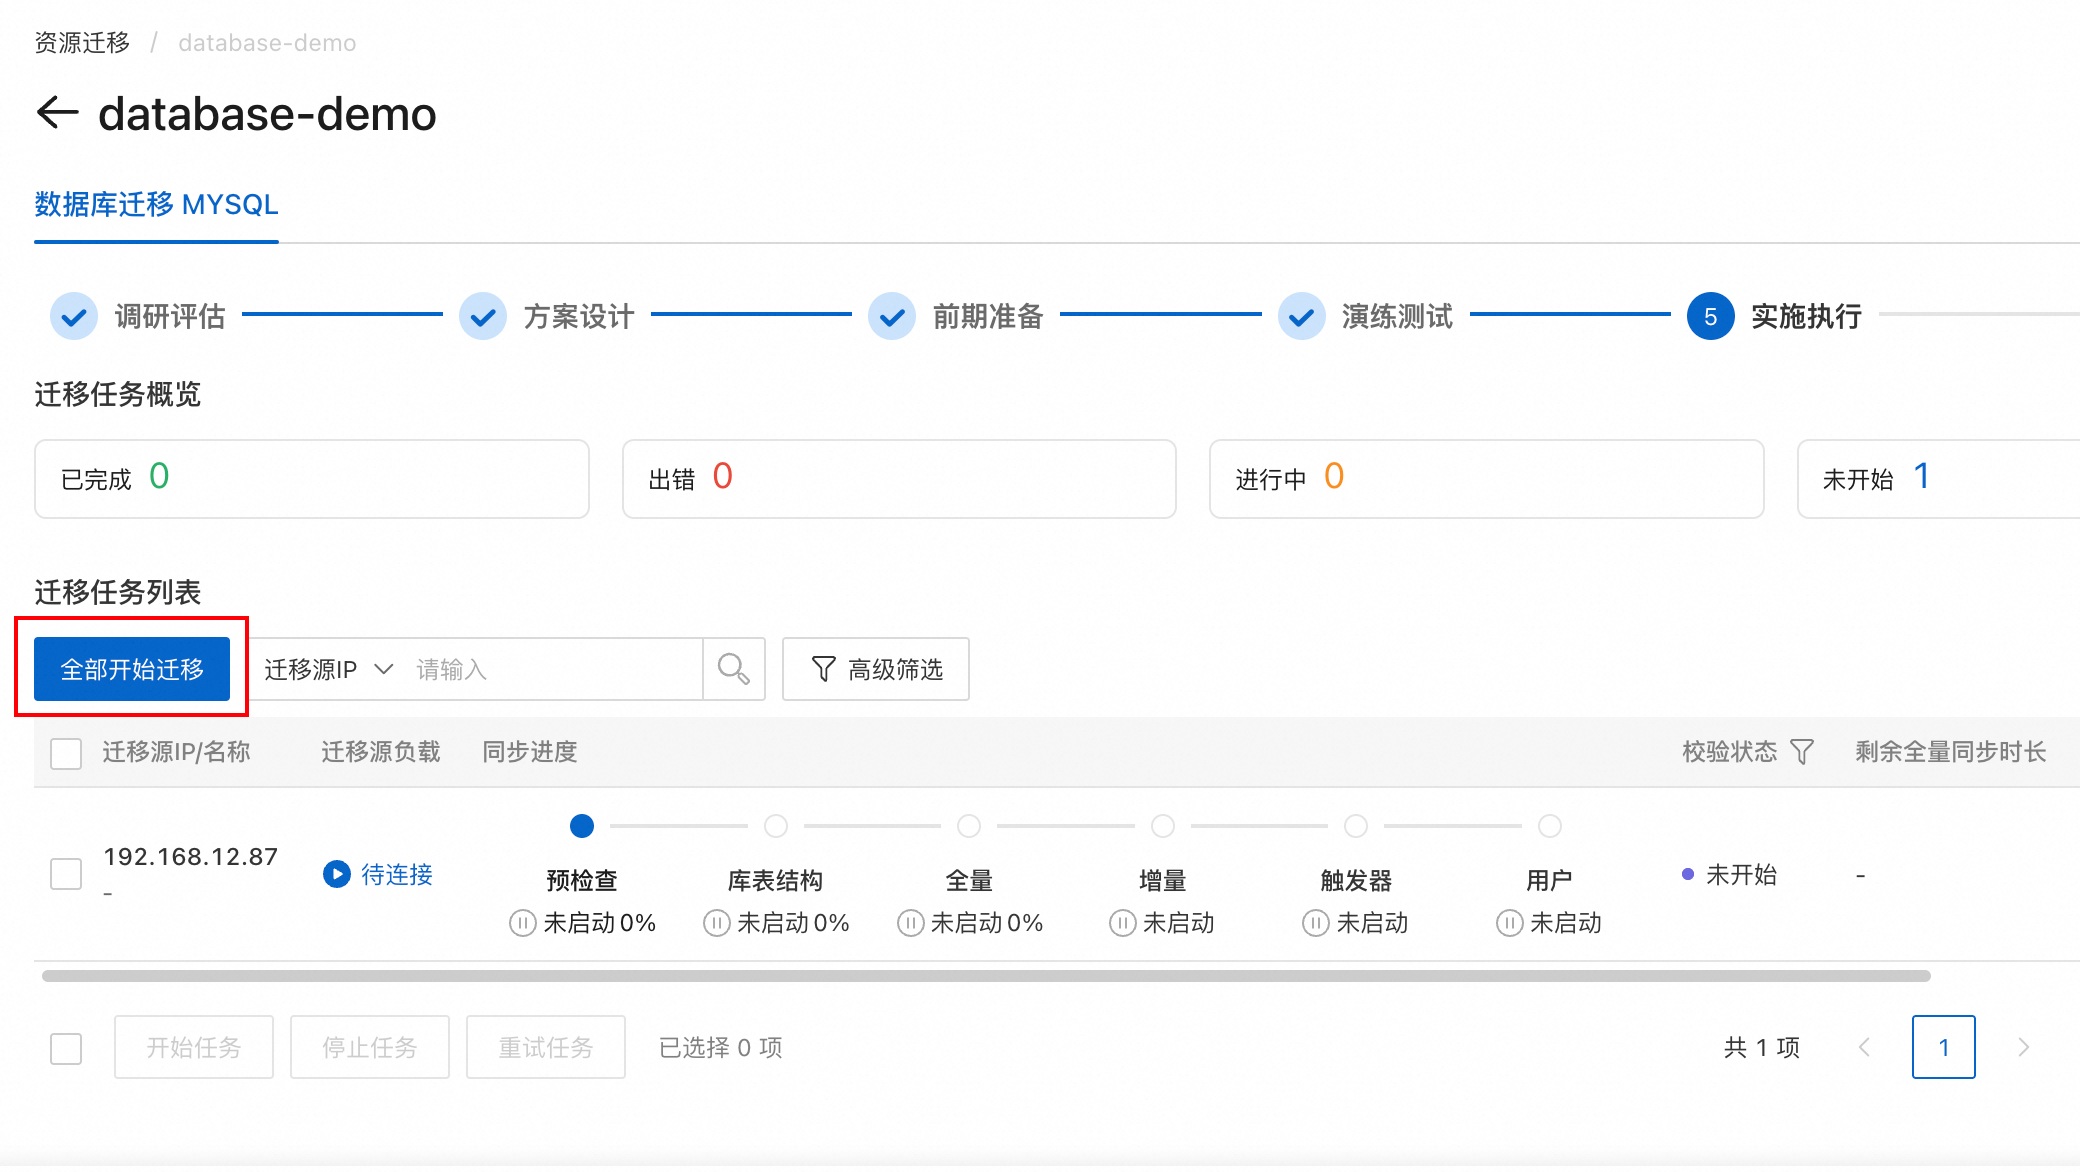 资源迁移 / database-demo
database-demo
数据库迁移 MYSQL
调研评估 方案设计 前期准备 演练测试 5 实施执行
迁移任务概览
已完成 0 出错 0 进行中 0 未开始 1
迁移任务列表
全部开始迁移 迁移源IP 请输入 高级筛选
迁移源IP/名称 迁移源负载 同步进度 校验状态 剩余全量同步时长
192.168.12.87
-
待连接
预检查 库表结构 全量 增量 触发器 用户
未启动 0% 未启动 0% 未启动 0% 未启动 未启动 未启动
未开始 -
开始任务 停止任务 重试任务 已选择 0 项 共 1 项 1